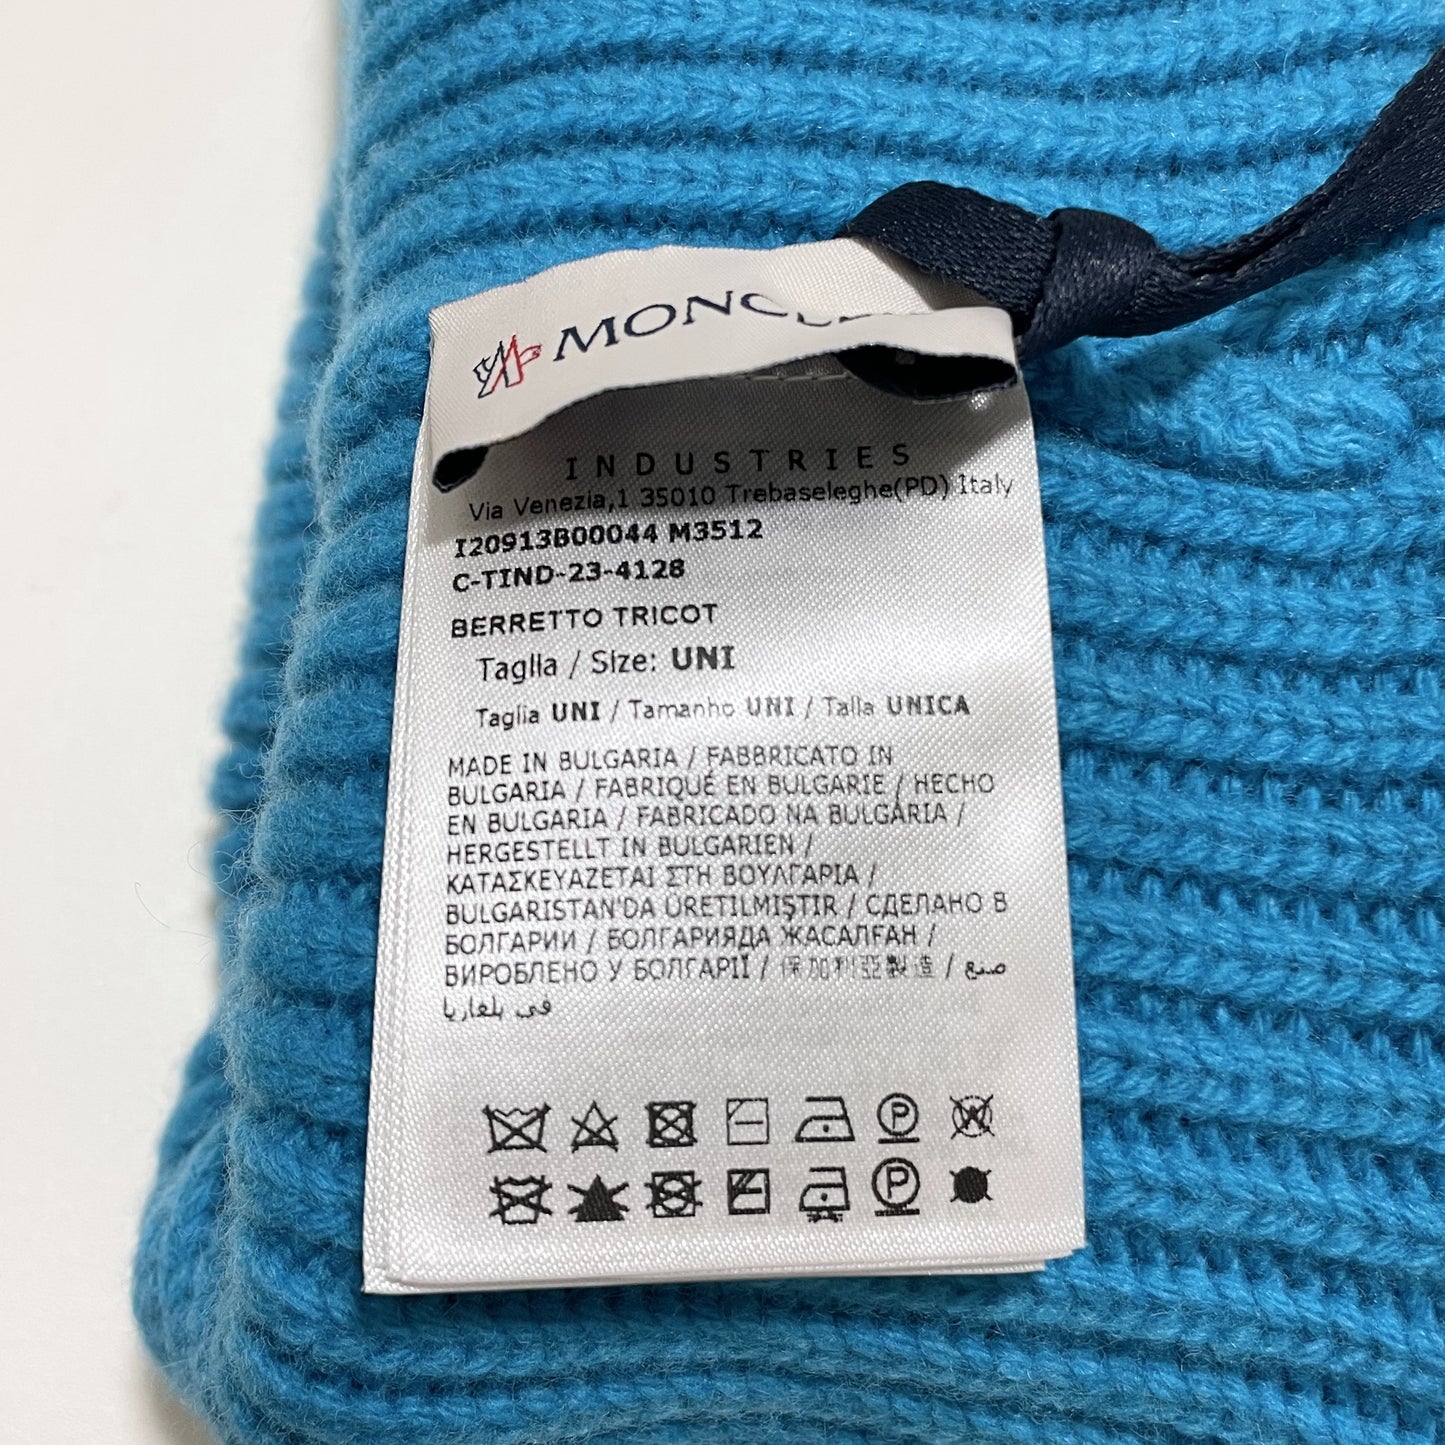 INDUSTRIES
Via Venezia,1 35010 Trebaseleghe(PD) Italy
I20913B00044 M3512
C-TIND-23-4128
BERRETTO TRICOT
Taglia / Size: UNI
Taglia UNI / Tamanho UNI / Talla UNICA
MADE IN BULGARIA / FABBRICATO IN
BULGARIA / FABRIQUÉ EN BULGARIE / HECHO
EN BULGARIA / FABRICADO NA BULGÁRIA /
HERGESTELLT IN BULGARIEN /
ΚΑΤΑΣΚΕΥΑΖΕΤΑΙ ΣΤΗ ΒΟΥΛΓΑΡΙΑ /
BULGARISTAN'DA ÜRETILMIŞTIR / СДЕЛАНО В
БОЛГАРИИ / БОЛГАРИЯДА ЖАСАЛҒАН /
ВИРОБЛЕНО У БОЛГАРІЇ / 保加利亞製造 / صنع
في بلغاريا
P
W
P